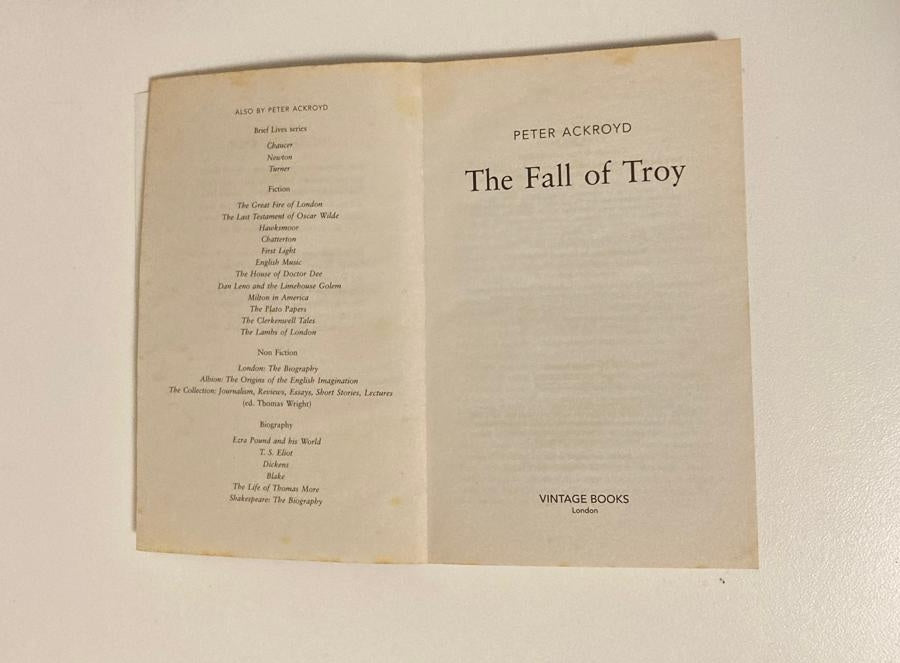 ALSO BY PETER ACKROYD
Brief Lives series
Chaucer
Newton
Turner
Fiction
The Great Fire of London
The Last Testament of Oscar Wilde
Hawksmoor
Chatterton
First Light
English Music
The House of Doctor Dee
Dan Leno and the Limehouse Golem
Milton in America
The Plato Papers
The Clerkenwell Tales
The Lambs of London
Non Fiction
London: The Biography
Albion: The Origins of the English Imagination
The Collection: Journalism, Reviews, Essays, Short Stories, Lectures
(ed. Thomas Wright)
Biography
Ezra Pound and his World
T. S. Eliot
Dickens
Blake
The Life of Thomas More
Shakespeare: The Biography
PETER ACKROYD
The Fall of Troy
VINTAGE BOOKS
London